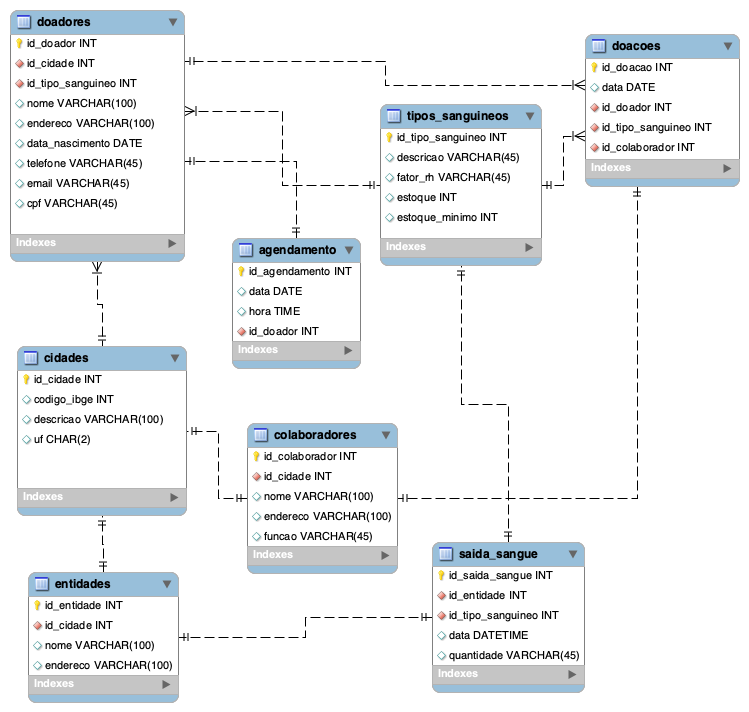 doadores
id_doador INT
id_cidade INT
id_tipo_sanguineo INT
nome VARCHAR(100)
endereco VARCHAR(100)
data_nascimento DATE
telefone VARCHAR(45)
email VARCHAR(45)
cpf VARCHAR(45)
Indexes
doacoes
id_doacao INT
data DATE
id_doador INT
id_tipo_sanguineo INT
id_colaborador INT
Indexes
tipos_sanguineos
id_tipo_sanguineo INT
descricao VARCHAR(45)
fator_rh VARCHAR(45)
estoque INT
estoque_minimo INT
Indexes
agendamento
id_agendamento INT
data DATE
hora TIME
id_doador INT
Indexes
cidades
id_cidade INT
codigo_ibge INT
descricao VARCHAR(100)
uf CHAR(2)
Indexes
colaboradores
id_colaborador INT
id_cidade INT
nome VARCHAR(100)
endereco VARCHAR(100)
funcao VARCHAR(45)
Indexes
entidades
id_entidade INT
id_cidade INT
nome VARCHAR(100)
endereco VARCHAR(100)
Indexes
saida_sangue
id_saida_sangue INT
id_entidade INT
id_tipo_sanguineo INT
data DATETIME
quantidade VARCHAR(45)
Indexes